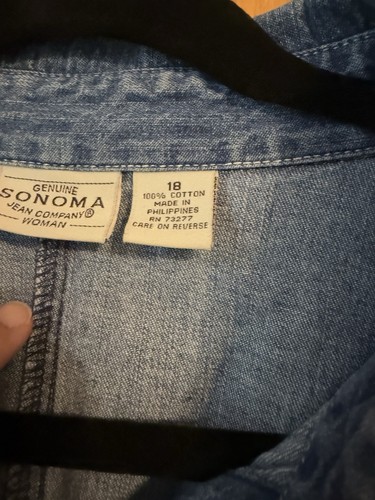 GENUINE
SONOMA
JEAN COMPANY®
WOMAN
18
100% COTTON
MADE IN
PHILIPPINES
RN 73277
CARE ON REVERSE